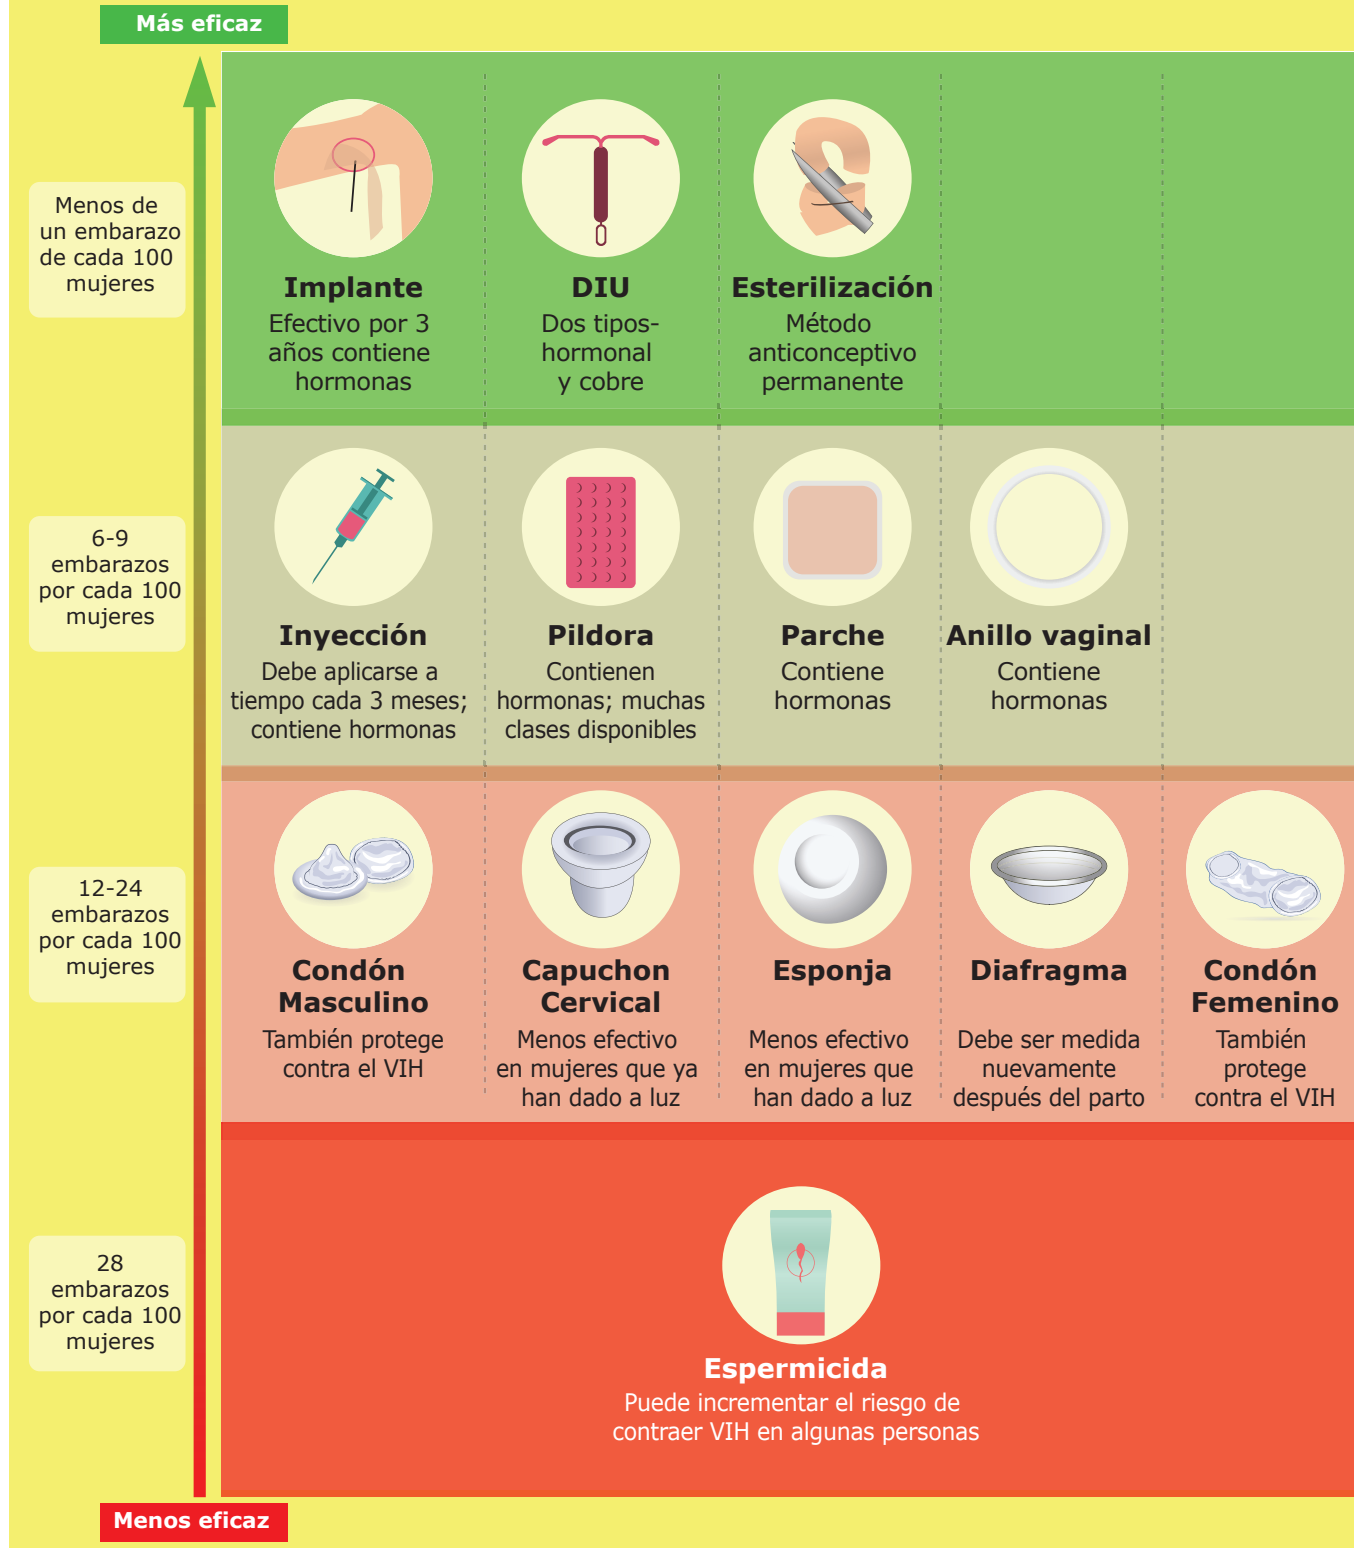 Más eficaz
Menos de
un embarazo
de cada 100
mujeres
Implante
Efectivo por 3
años contiene
hormonas
DIU
Dos tipos-
hormonal
y cobre
Esterilización
Método
anticonceptivo
permanente
6-9
embarazos
por cada 100
mujeres
Inyección
Debe aplicarse a
tiempo cada 3 meses;
contiene hormonas
Pildora
Contienen
hormonas; muchas
clases disponibles
Parche
Contiene
hormonas
Anillo vaginal
Contiene
hormonas
12-24
embarazos
por cada 100
mujeres
Condón
Masculino
También protege
contra el VIH
Capuchon
Cervical
Menos efectivo
en mujeres que ya
han dado a luz
Esponja
Menos efectivo
en mujeres que
han dado a luz
Diafragma
Debe ser medida
nuevamente
después del parto
Condón
Femenino
También
protege
contra el VIH
28
embarazos
por cada 100
mujeres
Espermicida
Puede incrementar el riesgo de
contraer VIH en algunas personas
Menos eficaz